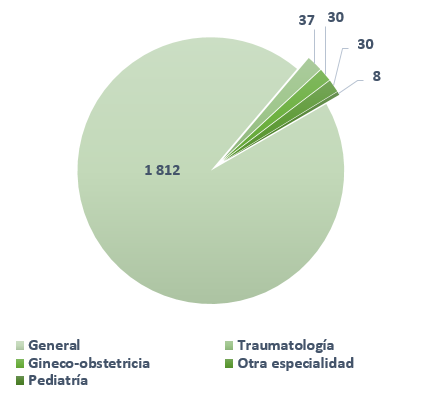 37 30
30
8
1 812
General Traumatología
Gineco-obstetricia Otra especialidad
Pediatría